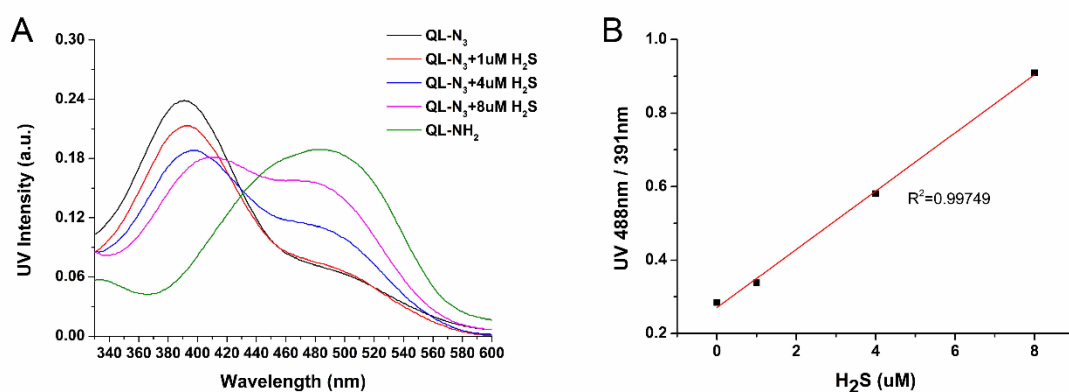 A
UV Intensity (a.u.)
0.30
0.24
0.18
0.12
0.06
0.00
QL-N3
QL-N3+1uM H2S
QL-N3+4uM H2S
QL-N3+8uM H2S
QL-NH2
340 360 380 400 420 440 460 480 500 520 540 560 580 600
Wavelength (nm)
B
UV 488nm / 391nm
1.0
0.8
0.6
0.4
0.2
R2=0.99749
0 2 4 6 8
H2S (uM)